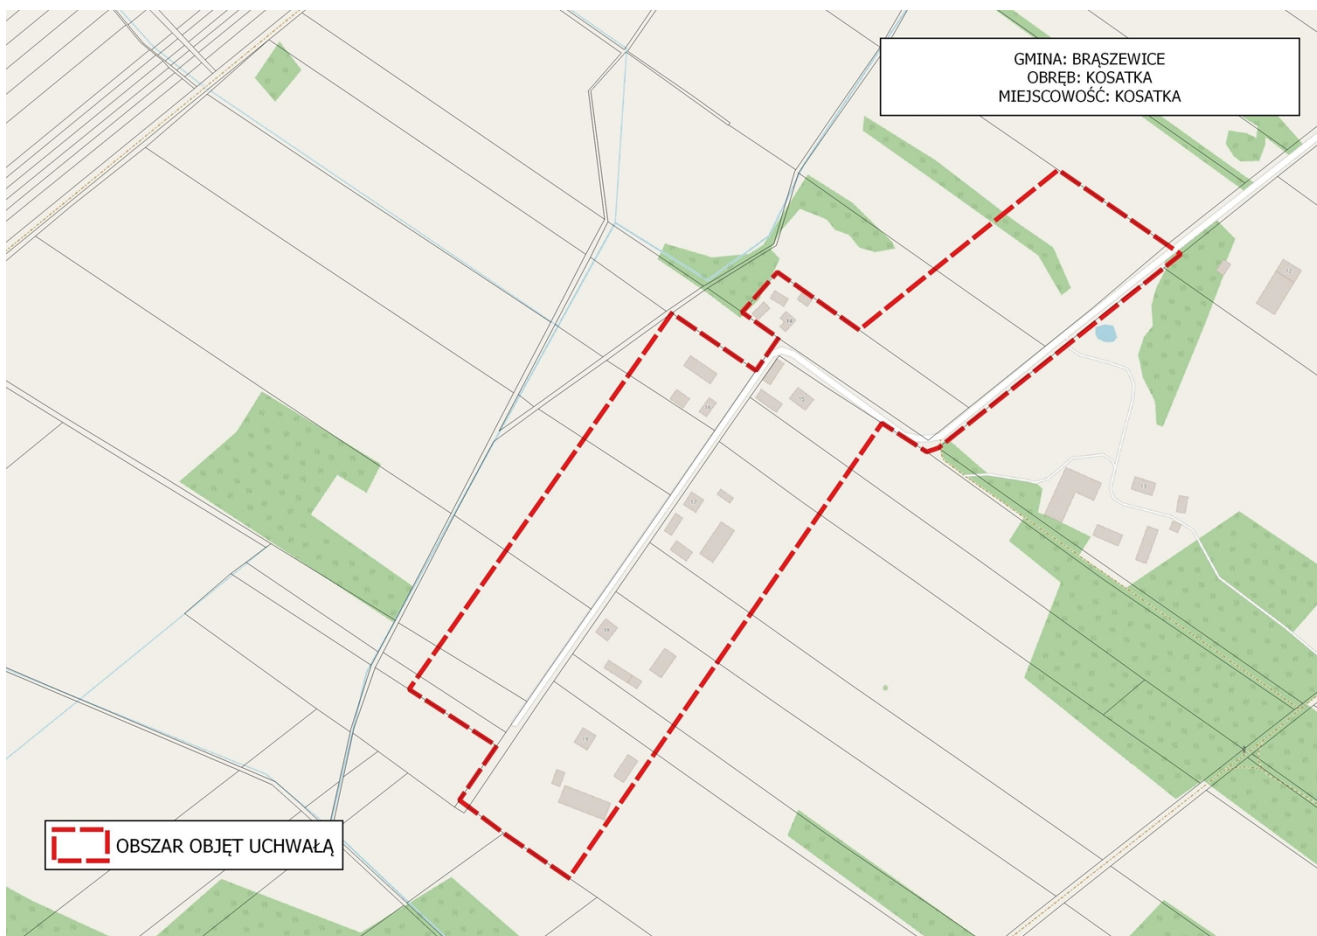 GMINA: BRĄSZEWICE
OBRĘB: KOSATKA
MIEJSCOWOŚĆ: KOSATKA
OBSZAR OBJĘT UCHWAŁĄ